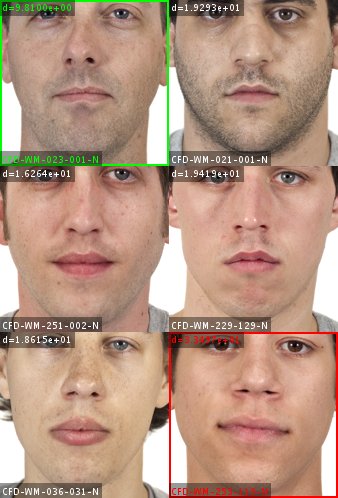 d=9.8100e+00
d=1.9293e+01
CFD-WM-023-001-N
CFD-WM-021-001-N
d=1.6264e+01
d=1.9419e+01
CFD-WM-251-002-N
CFD-WM-229-129-N
d=1.8615e+01
CFD-WM-036-031-N